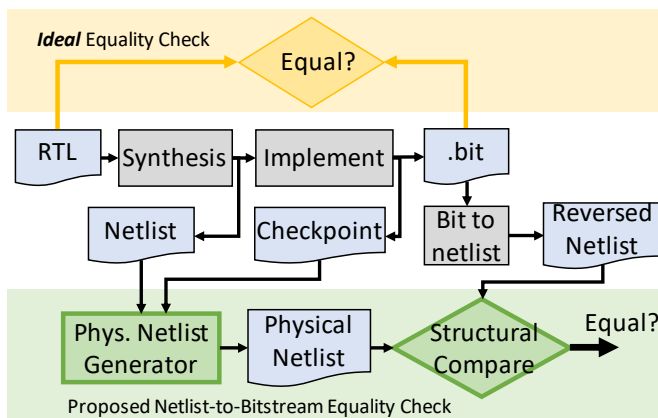 Ideal Equality Check
Equal?
RTL
Synthesis
Implement
.bit
Netlist
Checkpoint
Bit to
netlist
Reversed
Netlist
Phys. Netlist
Generator
Physical
Netlist
Structural
Compare
Equal?
Proposed Netlist-to-Bitstream Equality Check